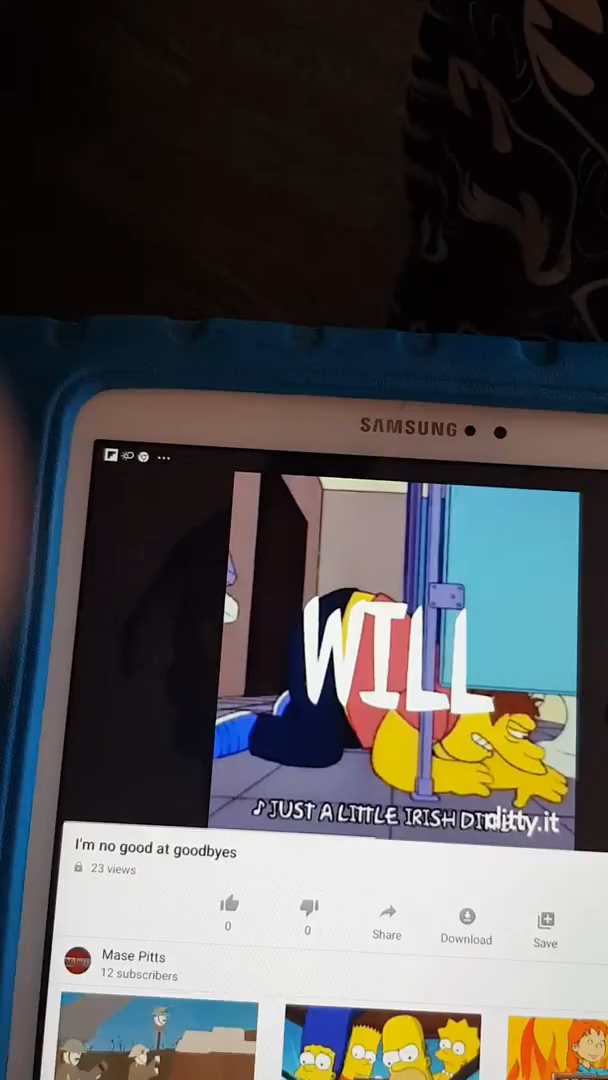 SAMSUNG
WILL
♪JUST A LITTLE IRISH
ditty.it
I'm no good at goodbyes
23 views
0
0
Share
Download
Save
Mase Pitts
12 subscribers